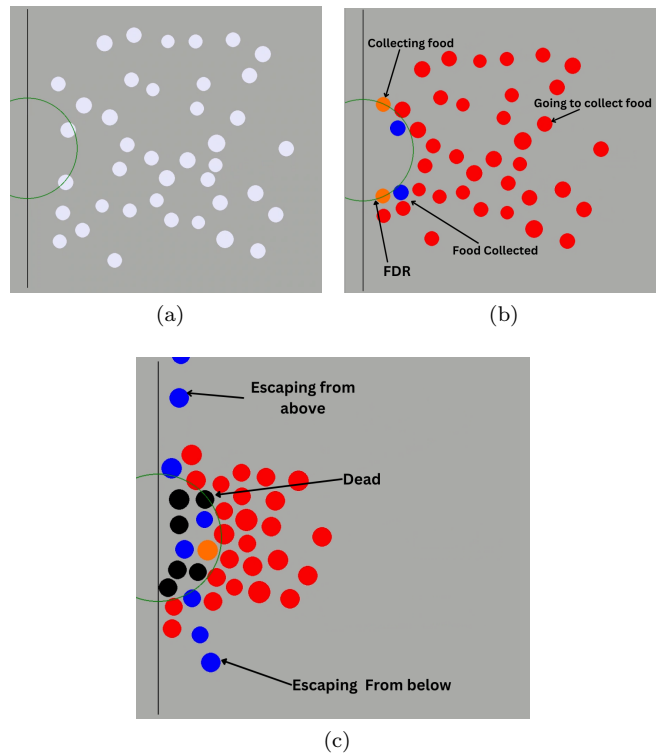 Collecting food
Going to collect food
Food Collected
FDR
(a)
(b)
Escaping from
above
Dead
Escaping From below
(c)